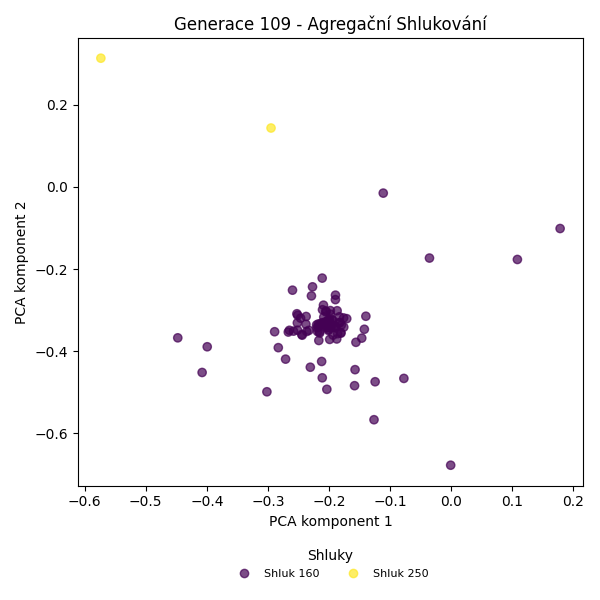 Generace 109 - Agregační Shlukování
PCA komponent 2
0.2
0.0
−0.2
−0.4
−0.6
−0.6 −0.5 −0.4 −0.3 −0.2 −0.1 0.0 0.1 0.2
PCA komponent 1
Shluky
Shluk 160 Shluk 250